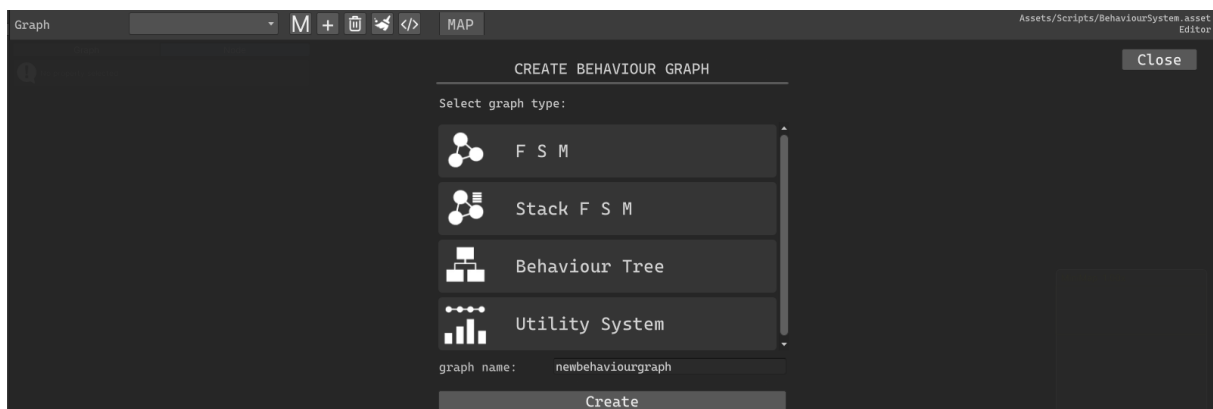 Graph
M + </> MAP
Assets/Scripts/BehaviourSystem.asset
Editor
Close
CREATE BEHAVIOUR GRAPH
Select graph type:
F S M
Stack F S M
Behaviour Tree
Utility System
graph name: newbehaviourgraph
Create